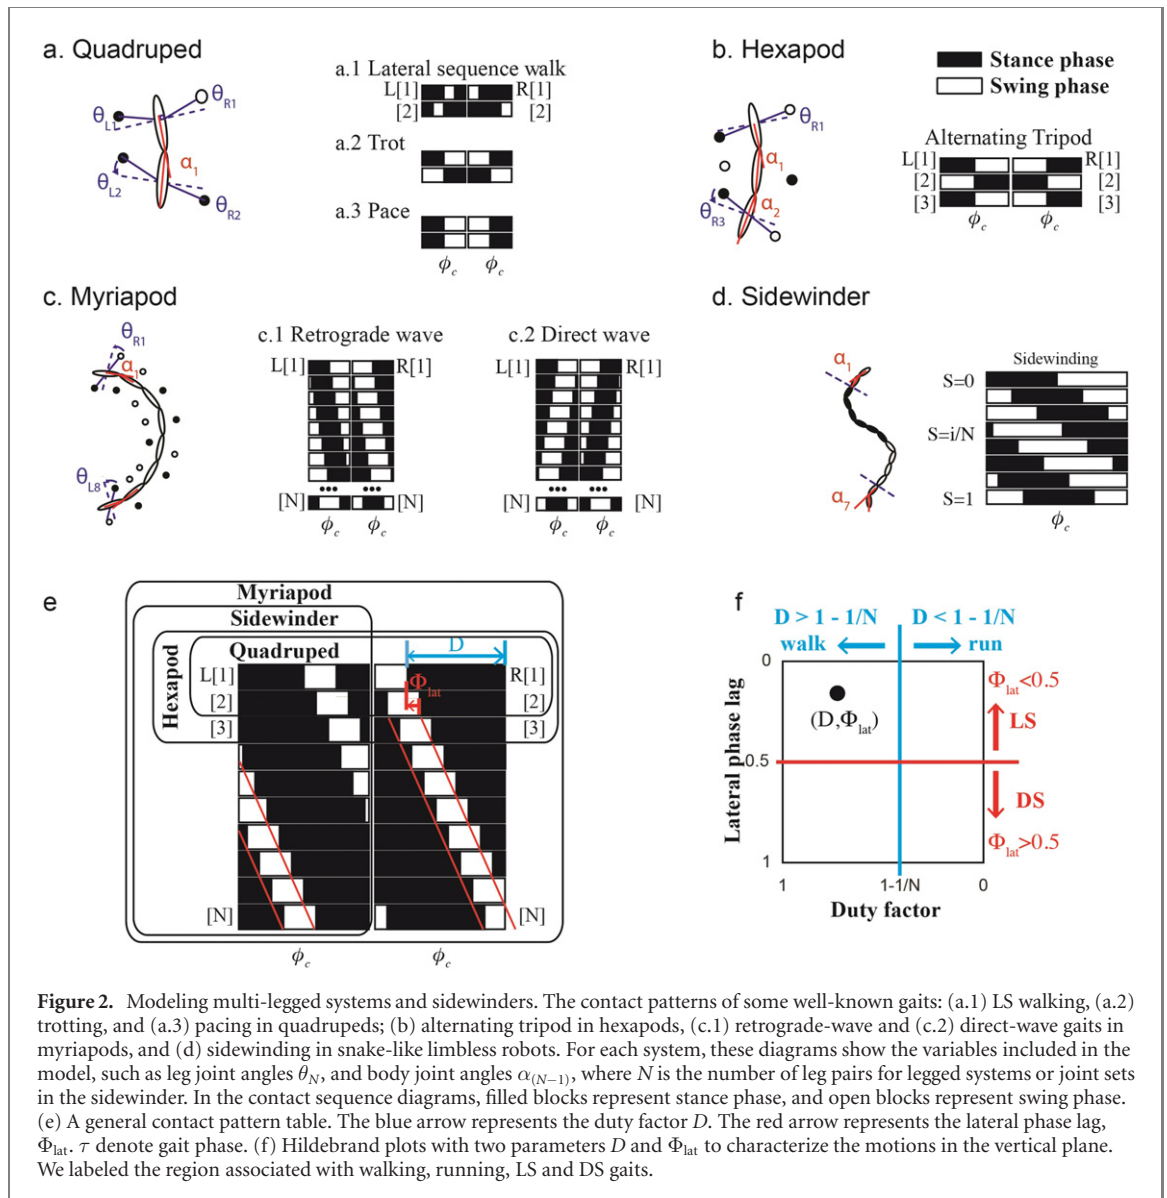 a. Quadruped
θL1
θR1
α1
θL2
θR2
a.1 Lateral sequence walk
L[1] R[1]
[2] [2]
a.2 Trot
a.3 Pace
ϕc ϕc
b. Hexapod
Stance phase
Swing phase
θR1
α1
α2
θR3
Alternating Tripod
L[1] R[1]
[2] [2]
[3] [3]
ϕc ϕc
c. Myriapod
θR1
α1
θL8
c.1 Retrograde wave
L[1] R[1]
•••  •••
[N] [N]
ϕc ϕc
c.2 Direct wave
L[1] R[1]
•••  •••
[N] [N]
ϕc ϕc
d. Sidewinder
α1
α7
Sidewinding
S=0
S=i/N
S=1
ϕc
e
Myriapod
Sidewinder
Hexapod
Quadruped
D
Φlat
L[1] R[1]
[2] [2]
[3] [3]
[N] [N]
ϕc ϕc
f
D > 1 - 1/N D < 1 - 1/N
walk run
0
Φlat<0.5
LS
(D,Φlat)
Lateral phase lag
0.5
DS
Φlat>0.5
1
1 1-1/N 0
Duty factor
Figure 2. Modeling multi-legged systems and sidewinders. The contact patterns of some well-known gaits: (a.1) LS walking, (a.2)
trotting, and (a.3) pacing in quadrupeds; (b) alternating tripod in hexapods, (c.1) retrograde-wave and (c.2) direct-wave gaits in
myriapods, and (d) sidewinding in snake-like limbless robots. For each system, these diagrams show the variables included in the
model, such as leg joint angles θN, and body joint angles α(N−1), where N is the number of leg pairs for legged systems or joint sets
in the sidewinder. In the contact sequence diagrams, filled blocks represent stance phase, and open blocks represent swing phase.
(e) A general contact pattern table. The blue arrow represents the duty factor D. The red arrow represents the lateral phase lag,
Φlat. τ denote gait phase. (f) Hildebrand plots with two parameters D and Φlat to characterize the motions in the vertical plane.
We labeled the region associated with walking, running, LS and DS gaits.